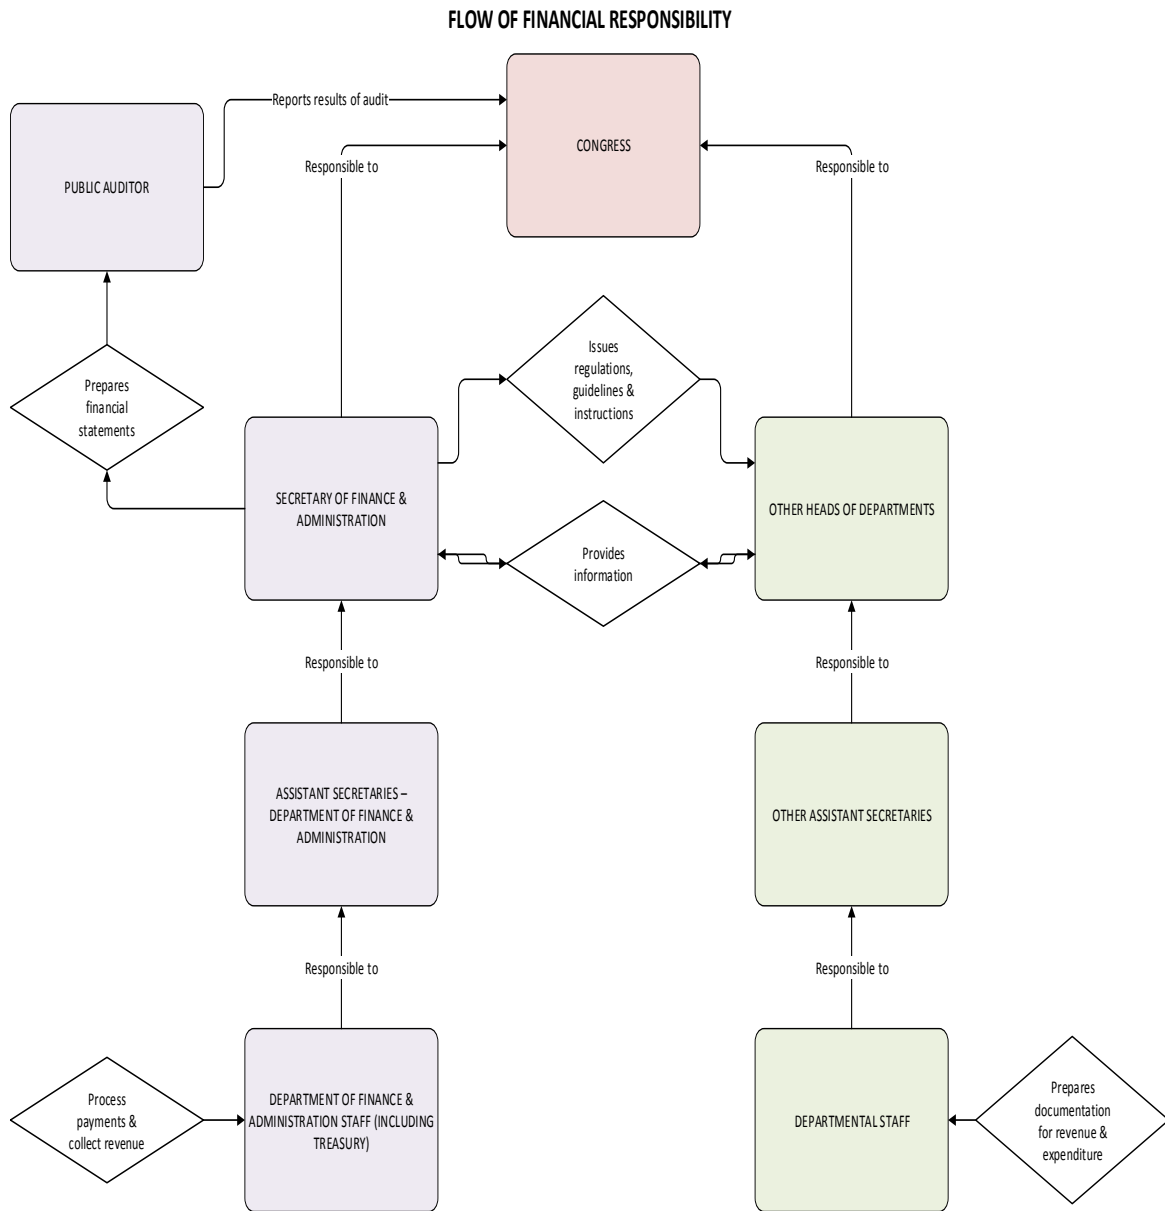 FLOW OF FINANCIAL RESPONSIBILITY
Reports results of audit
CONGRESS
Responsible to
Responsible to
PUBLIC AUDITOR
Issues
regulations,
guidelines &
instructions
Prepares
financial
statements
SECRETARY OF FINANCE &
ADMINISTRATION
OTHER HEADS OF DEPARTMENTS
Provides
information
Responsible to
Responsible to
ASSISTANT SECRETARIES –
DEPARTMENT OF FINANCE &
ADMINISTRATION
OTHER ASSISTANT SECRETARIES
Responsible to
Responsible to
Process
payments &
collect revenue
DEPARTMENT OF FINANCE &
ADMINISTRATION STAFF (INCLUDING
TREASURY)
DEPARTMENTAL STAFF
Prepares
documentation
for revenue &
expenditure